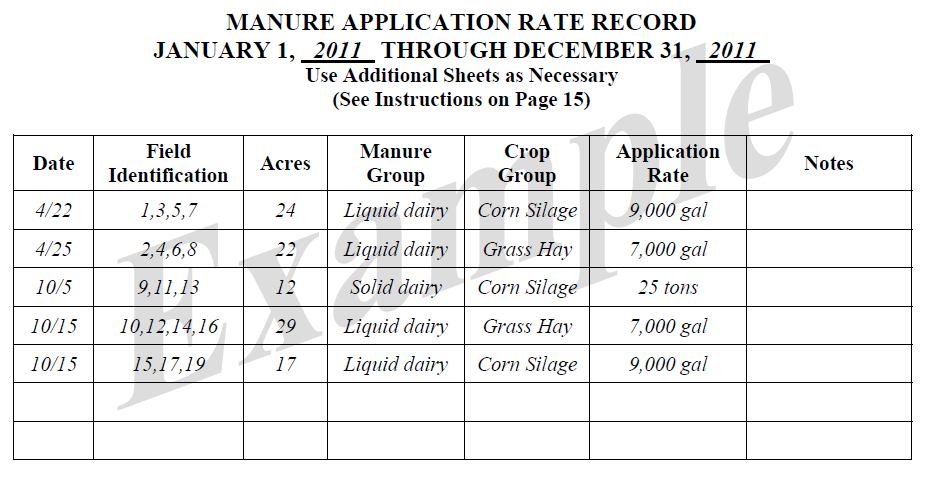 MANURE APPLICATION RATE RECORD
JANUARY 1, 2011 THROUGH DECEMBER 31, 2011
Use Additional Sheets as Necessary
(See Instructions on Page 15)
Example
Date Field Identification Acres Manure Group Crop Group Application Rate Notes
4/22 1,3,5,7 24 Liquid dairy Corn Silage 9,000 gal
4/25 2,4,6,8 22 Liquid dairy Grass Hay 7,000 gal
10/5 9,11,13 12 Solid dairy Corn Silage 25 tons
10/15 10,12,14,16 29 Liquid dairy Grass Hay 7,000 gal
10/15 15,17,19 17 Liquid dairy Corn Silage 9,000 gal